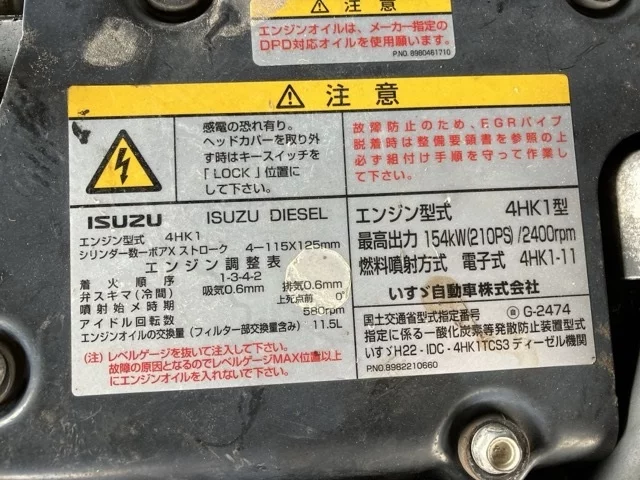 注意
エンジンオイルは、メーカー指定の
DPD対応オイルを使用願います。
P.NO. 8980461710
注意
感電の恐れ有り。
ヘッドカバーを取り外
す時はキースイッチを
「LOCK」位置に
して下さい。
故障防止のため、E.G.Rパイプ
脱着時は整備要領書を参照の上
必ず組付け手順を守って作業し
て下さい。
ISUZU ISUZU DIESEL
エンジン型式 4HK1
シリンダー数ーボアXストローク 4-115X125mm
エンジン調整表
着火順序 1-3-4-2
弁スキマ(冷間) 吸気0.6mm 排気0.6mm
噴射始メ時期 上死点前 0°
アイドル回転数 580rpm
エンジンオイルの交換量(フィルター部交換量含み) 11.5L
(注)レベルゲージを抜いて注入して下さい。
故障の原因となるのでレベルゲージMAX位置以上
にエンジンオイルを入れないで下さい。
エンジン型式 4HK1型
最高出力 154kW(210PS)/2400rpm
燃料噴射方式 電子式 4HK1-11
いすゞ自動車株式会社
国土交通省型式指定番号 G-2474
指定に係る一酸化炭素等発散防止装置型式
いすゞH22-IDC-4HK1TCS3 ディーゼル機関
P.NO.8982210660